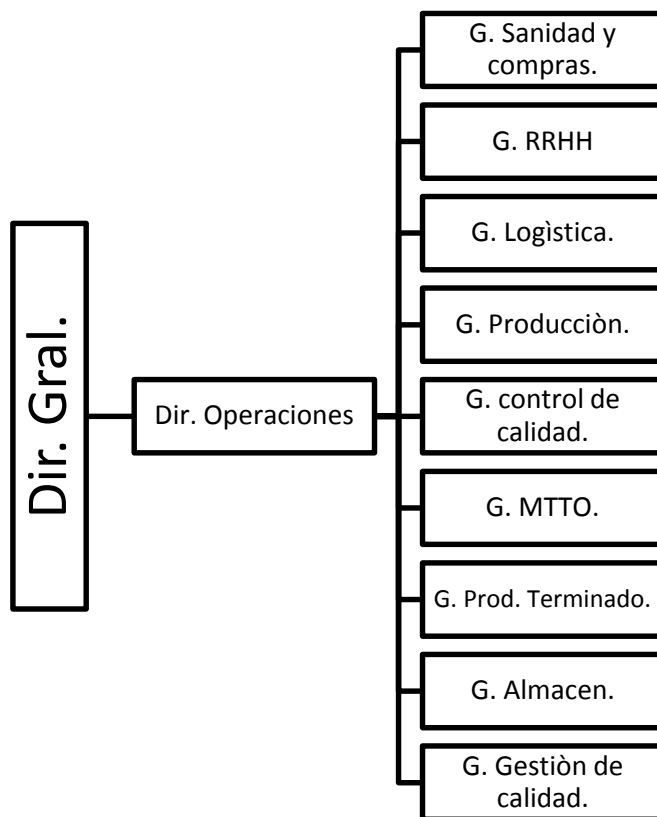 Dir. Gral.
Dir. Operaciones
G. Sanidad y
compras.
G. RRHH
G. Logìstica.
G. Producciòn.
G. control de
calidad.
G. MTTO.
G. Prod. Terminado.
G. Almacen.
G. Gestiòn de
calidad.